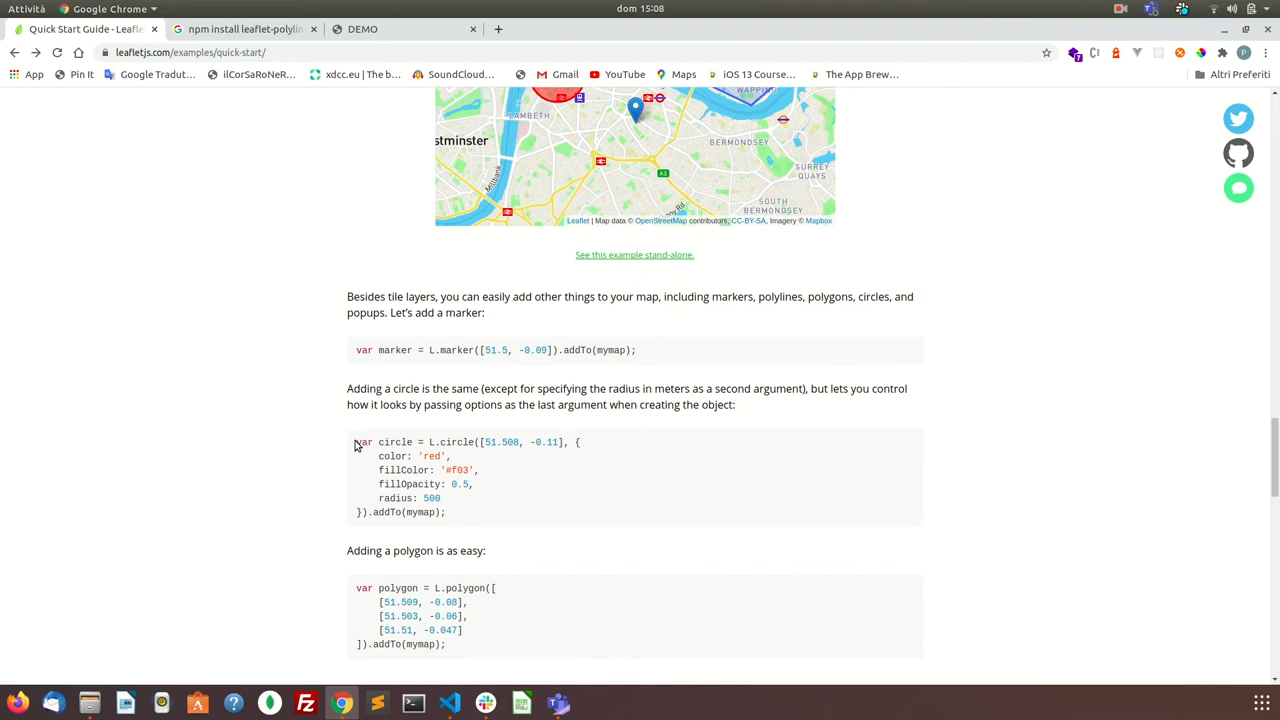 Attività
Google Chrome
dom 15:08
Quick Start Guide - Leafle
npm install leaflet-polylin
DEMO
leafletjs.com/examples/quick-start/
App
Pin It
Google Tradut...
ilCorSaRoNeR...
xdcc.eu | The b...
SoundCloud...
Gmail
YouTube
Maps
iOS 13 Course...
The App Brew...
Altri Preferiti
7
P
WAPPING
LAMBETH
stminster
BERMONDSEY
SURREY
QUAYS
A2
Millbank
SOUTH
BERMONDSEY
Leaflet | Map data © OpenStreetMap contributors, CC-BY-SA, Imagery © Mapbox
See this example stand-alone.
Besides tile layers, you can easily add other things to your map, including markers, polylines, polygons, circles, and
popups. Let's add a marker:
var marker = L.marker([51.5, -0.09]).addTo(mymap);
Adding a circle is the same (except for specifying the radius in meters as a second argument), but lets you control
how it looks by passing options as the last argument when creating the object:
var circle = L.circle([51.508, -0.11], {
color: 'red',
fillColor: '#f03',
fillOpacity: 0.5,
radius: 500
}).addTo(mymap);
Adding a polygon is as easy:
var polygon = L.polygon([
[51.509, -0.08],
[51.503, -0.06],
[51.51, -0.047]
]).addTo(mymap);